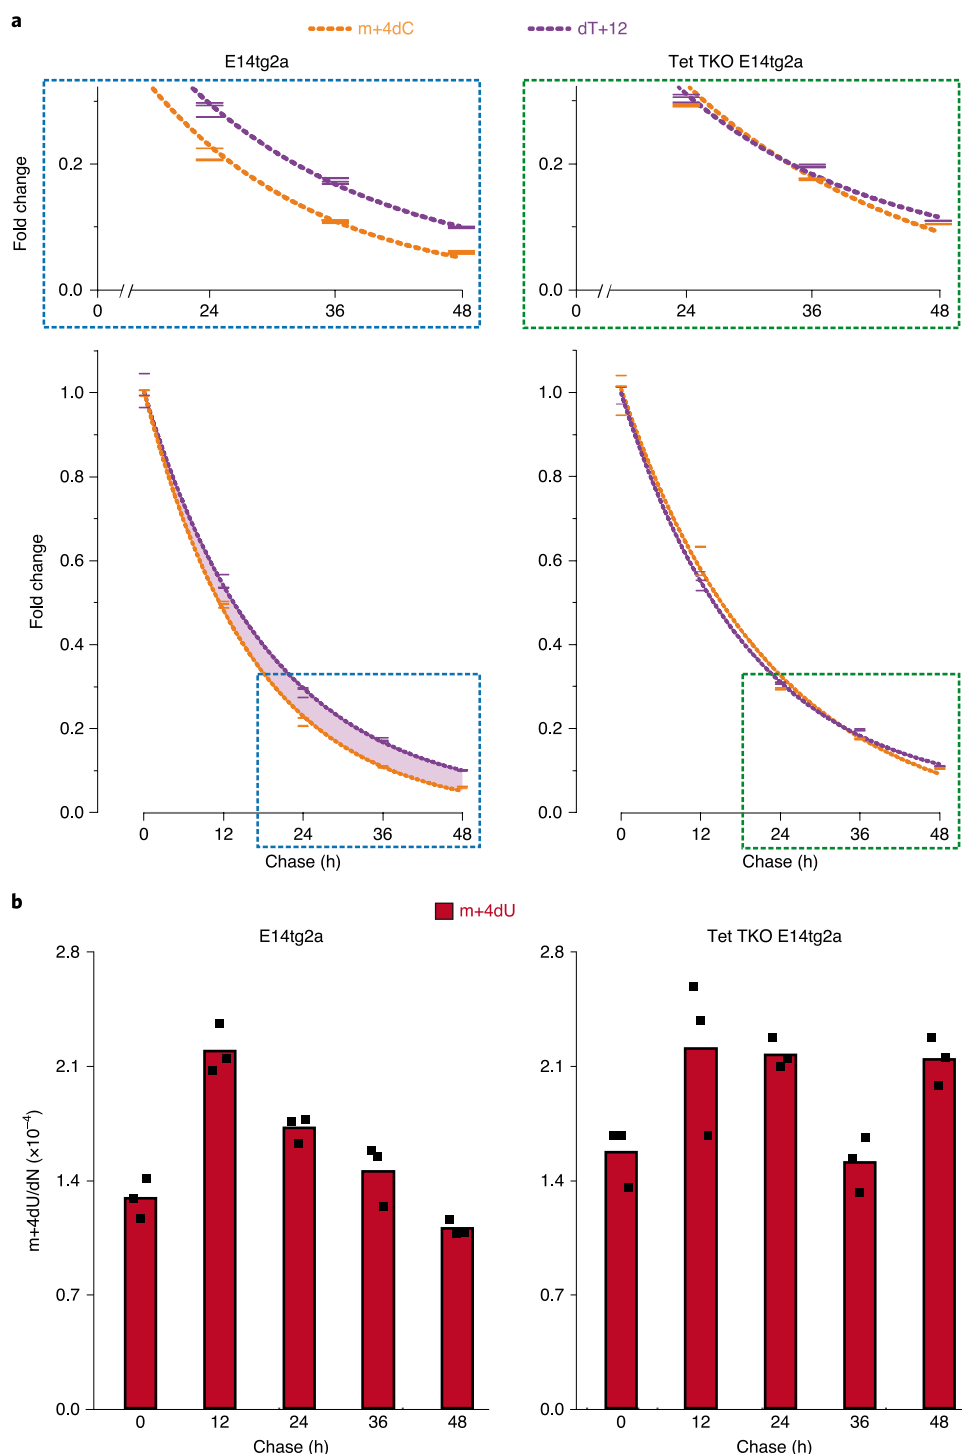 a
m+4dC dT+12
E14tg2a Tet TKO E14tg2a
Fold change
0.2
0.0
0 24 36 48
0.2
0.0
0 24 36 48
Fold change
1.0
0.8
0.6
0.4
0.2
0.0
0 12 24 36 48
Chase (h)
1.0
0.8
0.6
0.4
0.2
0.0
0 12 24 36 48
Chase (h)
b
m+4dU
E14tg2a Tet TKO E14tg2a
m+4dU/dN (×10⁻⁴)
2.8
2.1
1.4
0.7
0.0
0 12 24 36 48
Chase (h)
2.8
2.1
1.4
0.7
0.0
0 12 24 36 48
Chase (h)